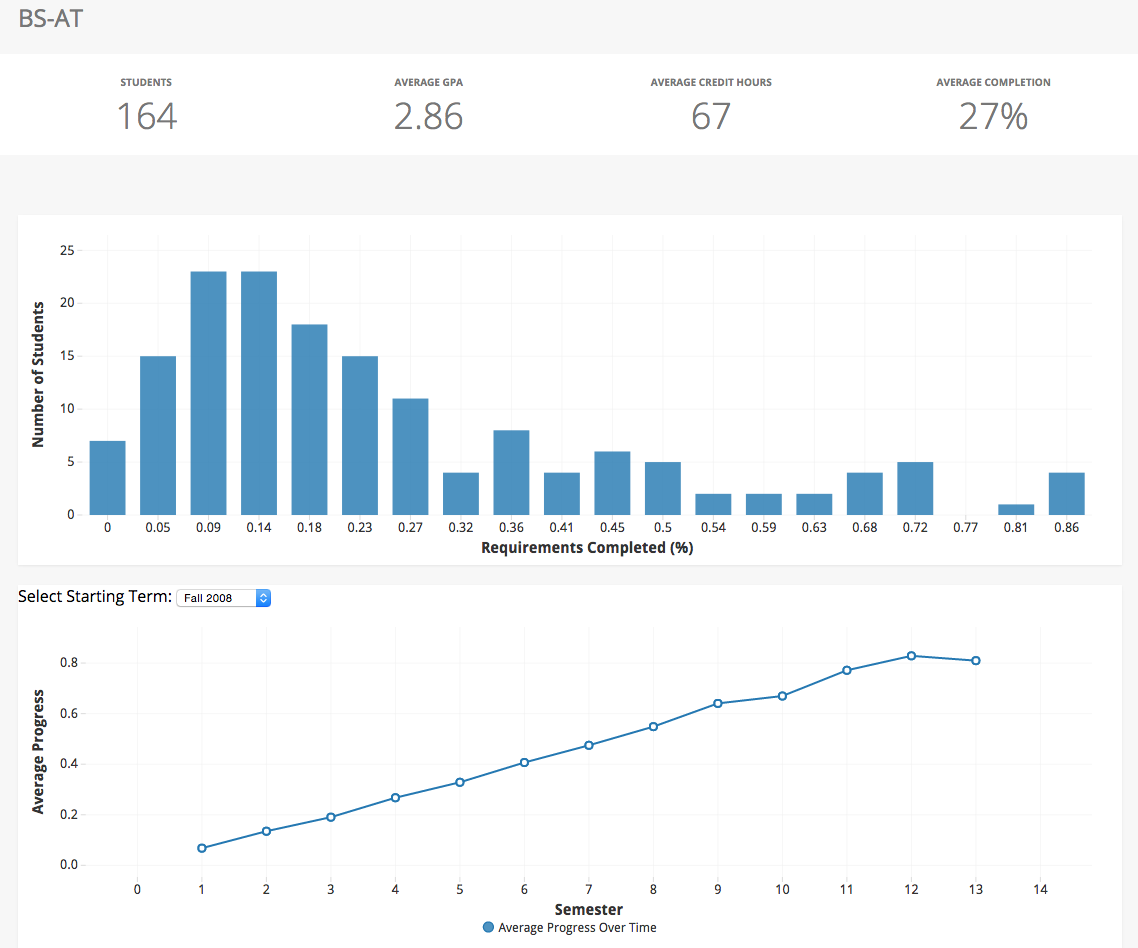 BS-AT
STUDENTS AVERAGE GPA AVERAGE CREDIT HOURS AVERAGE COMPLETION
164 2.86 67 27%
25
20
15
10
5
0
Number of Students
0 0.05 0.09 0.14 0.18 0.23 0.27 0.32 0.36 0.41 0.45 0.5 0.54 0.59 0.63 0.68 0.72 0.77 0.81 0.86
Requirements Completed (%)
Select Starting Term: Fall 2008
0.8
0.6
0.4
0.2
0.0
Average Progress
0 1 2 3 4 5 6 7 8 9 10 11 12 13 14
Semester
Average Progress Over Time